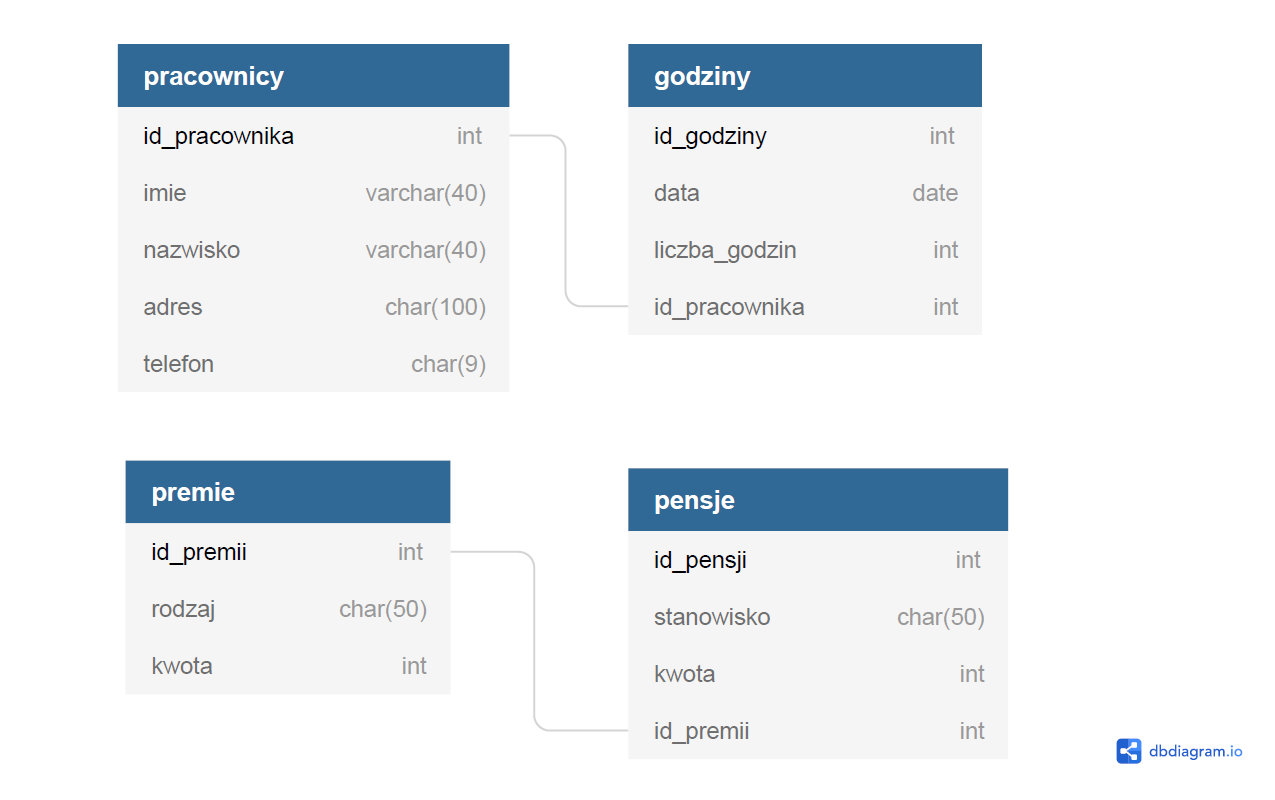 pracownicy
id_pracownika int
imie varchar(40)
nazwisko varchar(40)
adres char(100)
telefon char(9)
godziny
id_godziny int
data date
liczba_godzin int
id_pracownika int
premie
id_premii int
rodzaj char(50)
kwota int
pensje
id_pensji int
stanowisko char(50)
kwota int
id_premii int
dbdiagram.io